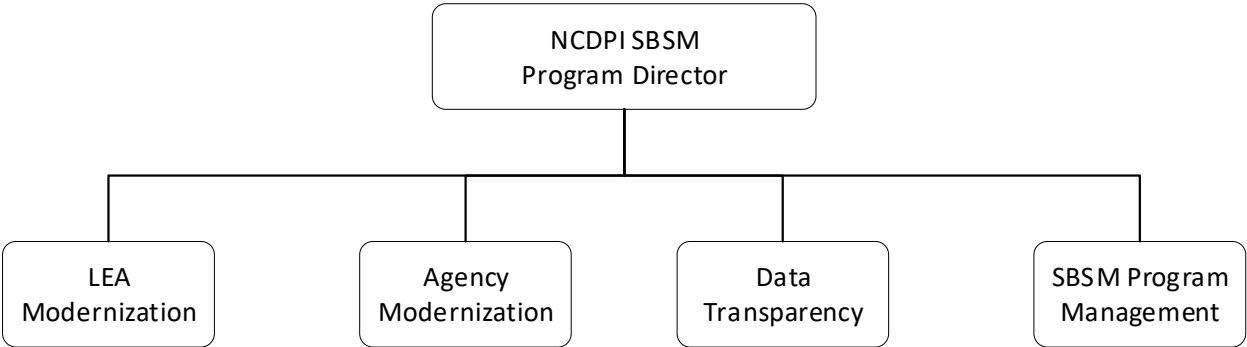 NCDPI SBSM
Program Director
LEA
Modernization
Agency
Modernization
Data
Transparency
SBSM Program
Management